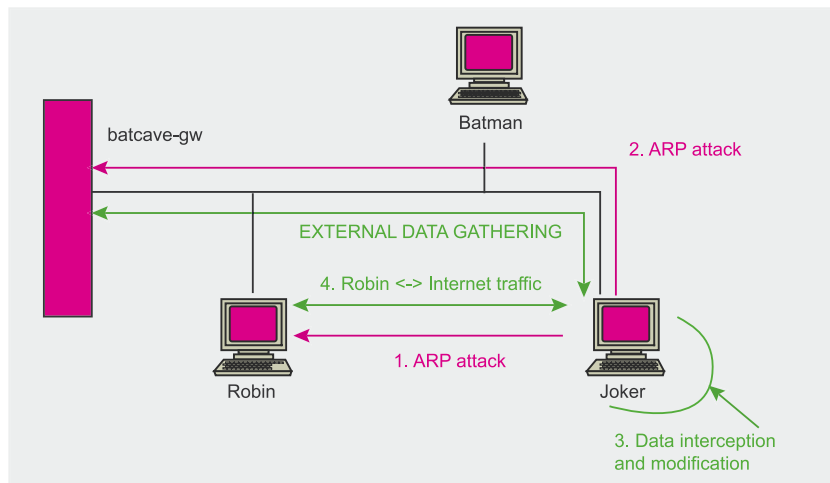 Batman
batcave-gw
2. ARP attack
EXTERNAL DATA GATHERING
4. Robin <-> Internet traffic
1. ARP attack
Robin
Joker
3. Data interception
and modification